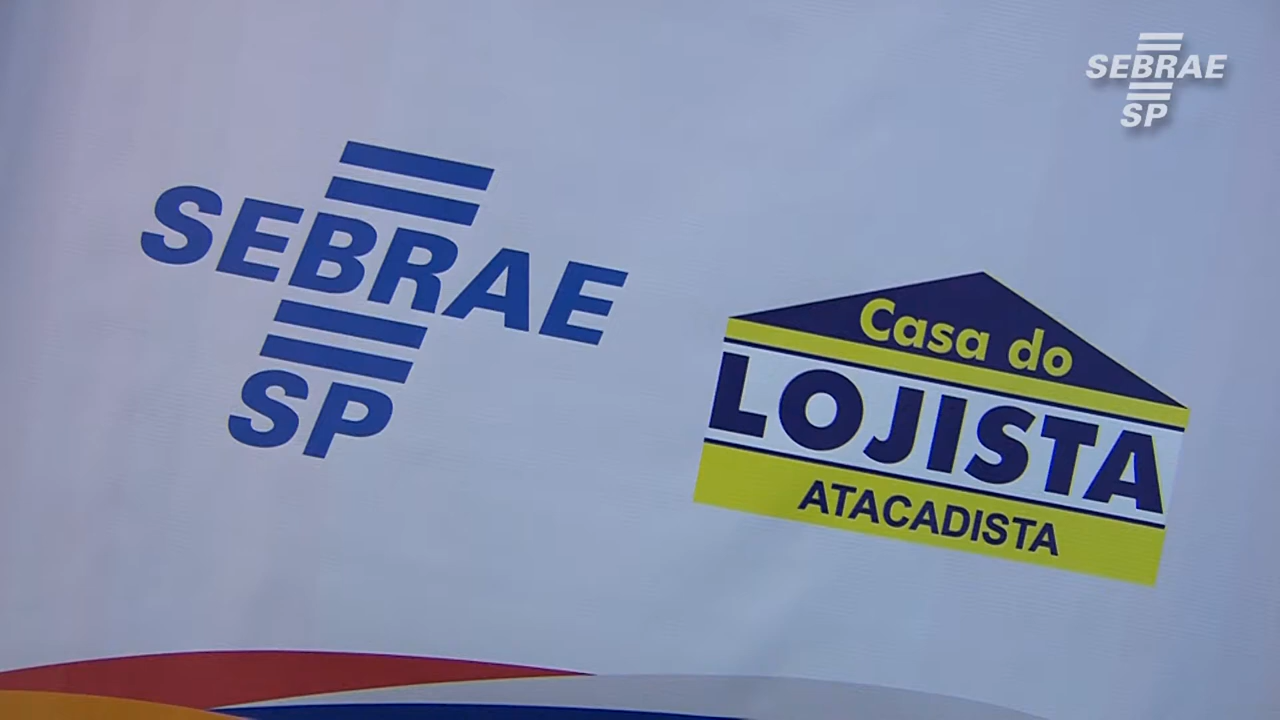 SEBRAE
SP
SEBRAE
SP
Casa do
LOJISTA
ATACADISTA